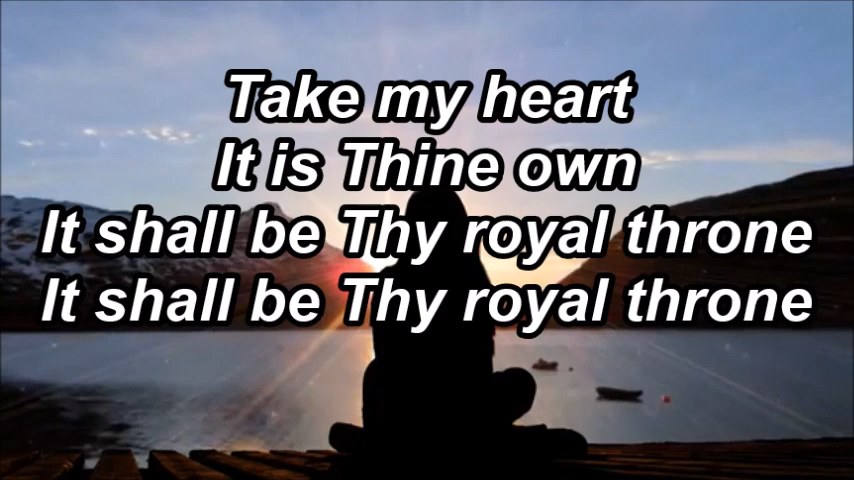 Take my heart
It is Thine own
It shall be Thy royal throne
It shall be Thy royal throne